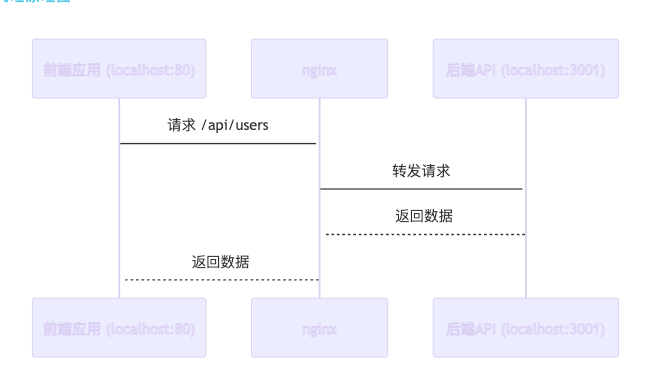 前端应用 (localhost:80)
nginx
后端API (localhost:3001)
请求 /api/users
转发请求
返回数据
返回数据
前端应用 (localhost:80)
nginx
后端API (localhost:3001)